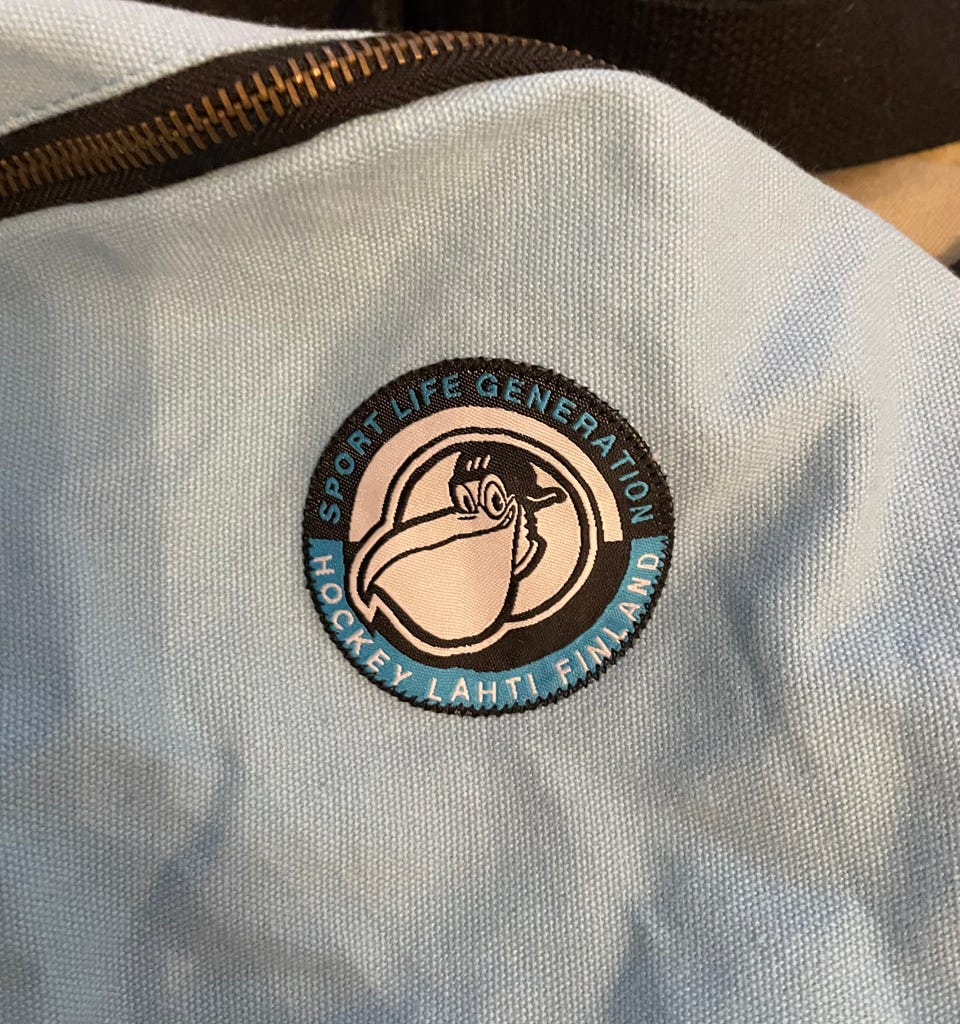 SPORT LIFE GENERATION
HOCKEY LAHTI FINLAND